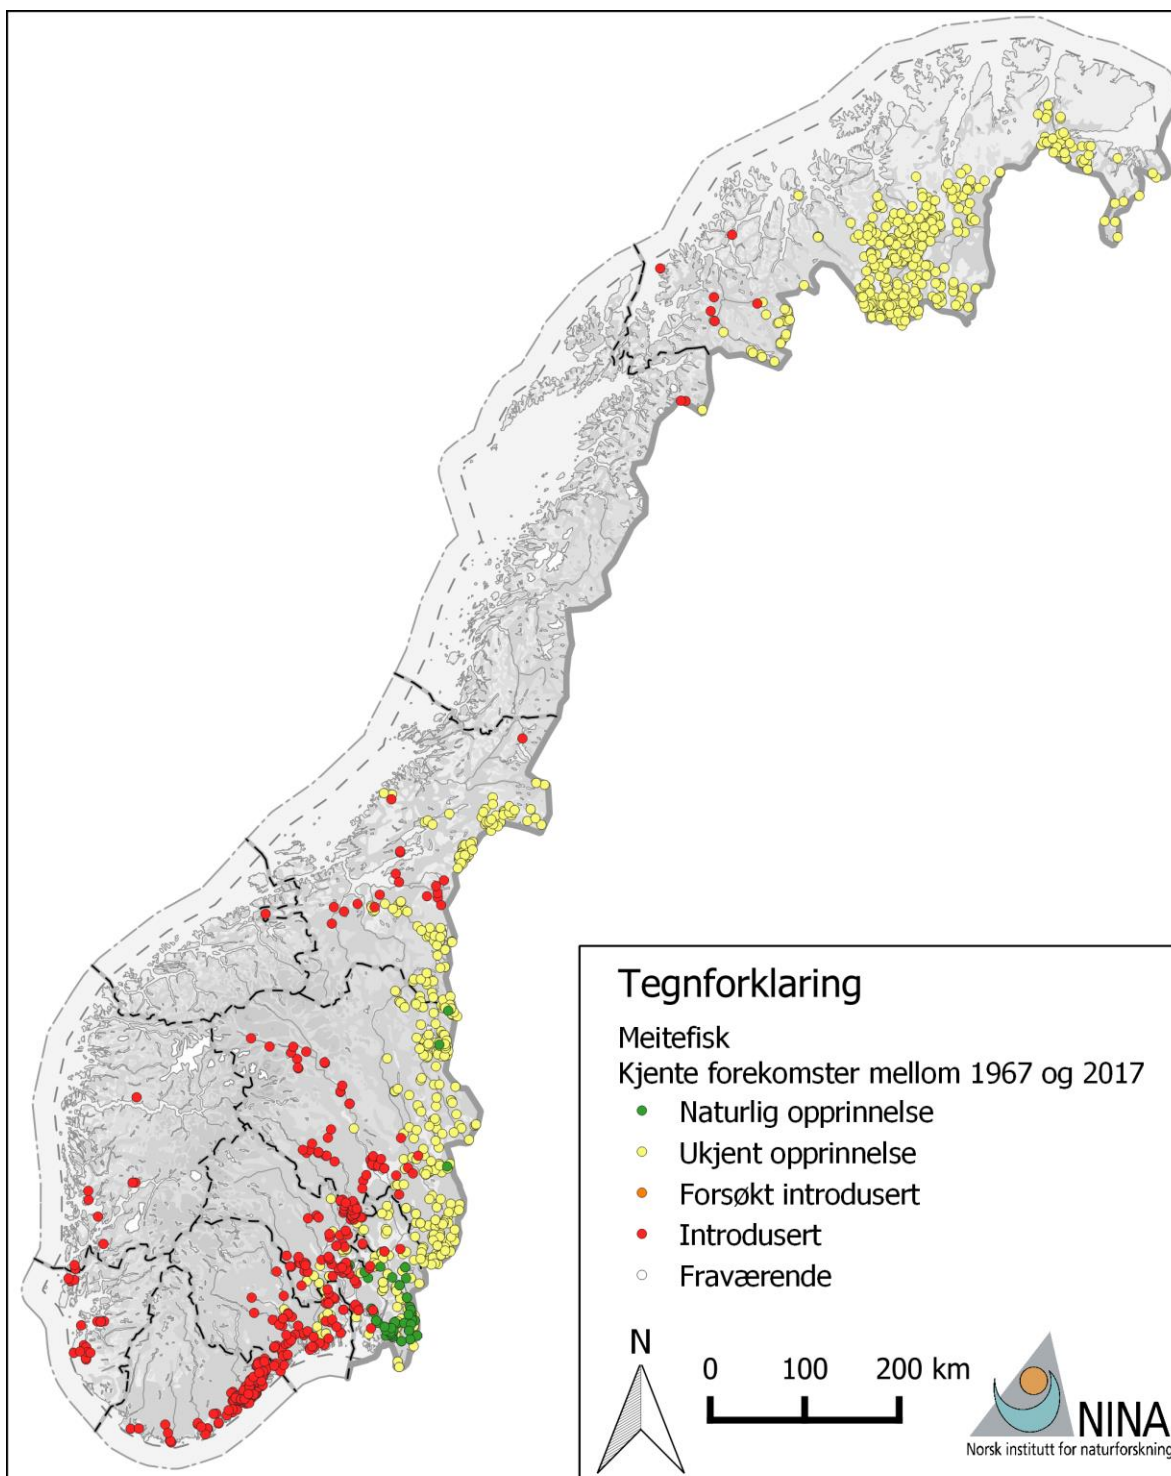 Tegnforklaring
Meitefisk
Kjente forekomster mellom 1967 og 2017
Naturlig opprinnelse
Ukjent opprinnelse
Forsøkt introdusert
Introdusert
Fraværende
N
0 100 200 km
NINA
Norsk institutt for naturforskning